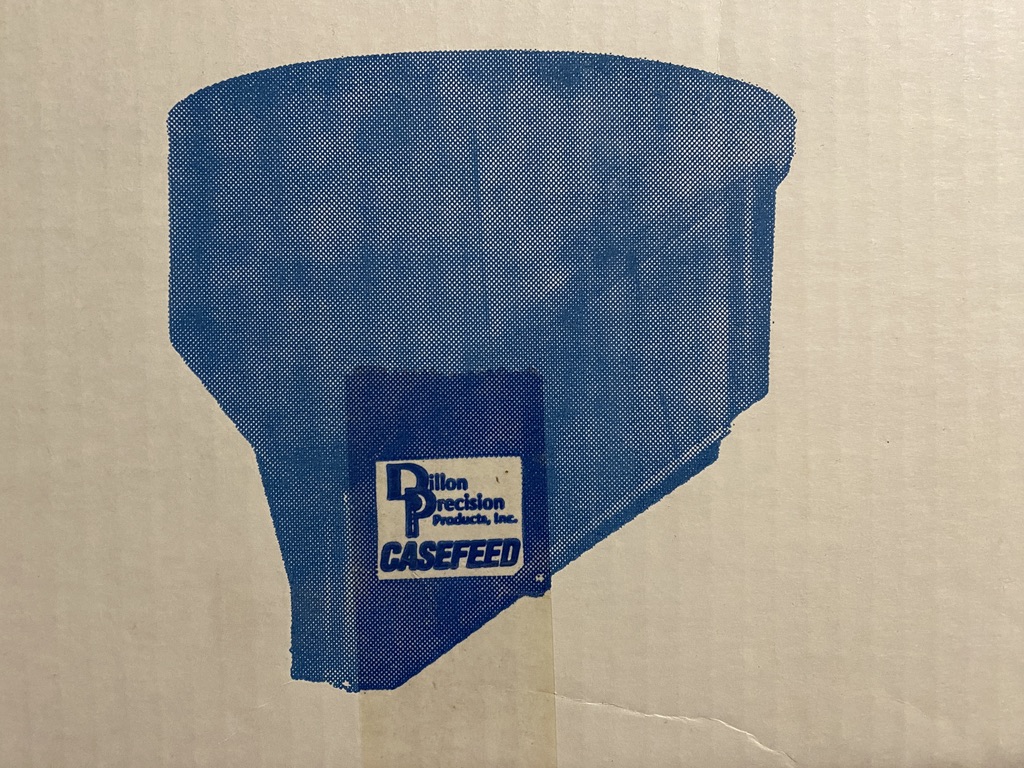 Dillon
Precision
Products, Inc.
CASEFEED